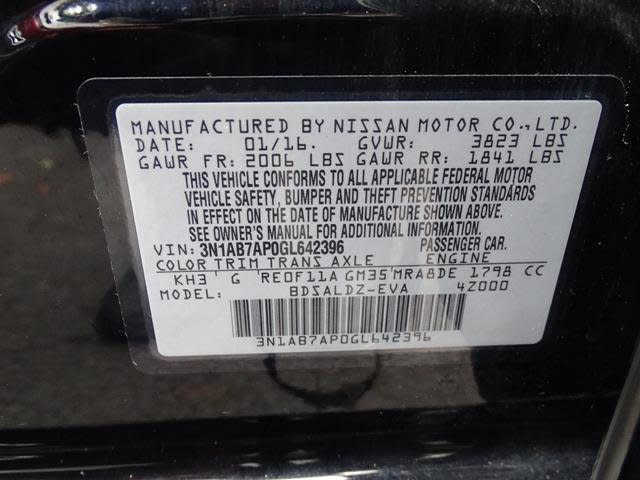 MANUFACTURED BY NISSAN MOTOR CO.,LTD.
DATE: 01/16. GVWR: 3823 LBS
GAWR FR: 2006 LBS GAWR RR: 1841 LBS
THIS VEHICLE CONFORMS TO ALL APPLICABLE FEDERAL MOTOR
VEHICLE SAFETY, BUMPER AND THEFT PREVENTION STANDARDS
IN EFFECT ON THE DATE OF MANUFACTURE SHOWN ABOVE.
SEE OWNER'S MANUAL FOR ADDITIONAL INFORMATION.
VIN: 3N1AB7AP0GL642396 PASSENGER CAR.
COLOR TRIM TRANS AXLE ENGINE
KH3 G RE0F11A GM35 MRA8DE 1798 CC
MODEL: BDSALDZ-EVA 4Z000
3N1AB7AP0GL642396